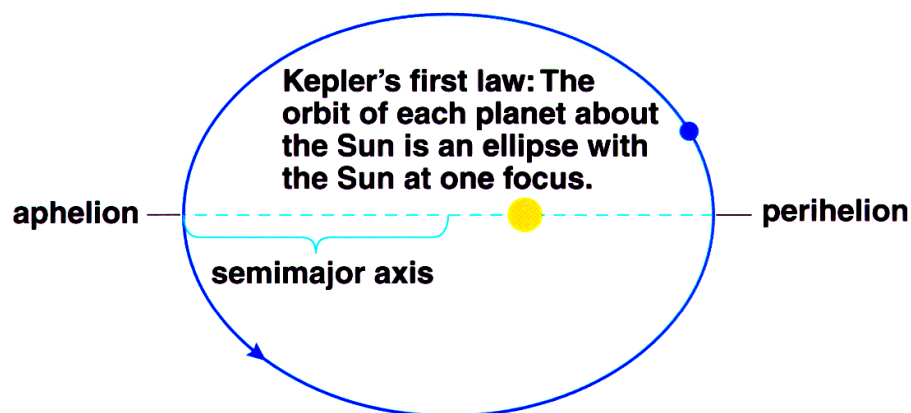 Kepler's first law: The
orbit of each planet about
the Sun is an ellipse with
the Sun at one focus.
aphelion
perihelion
semimajor axis